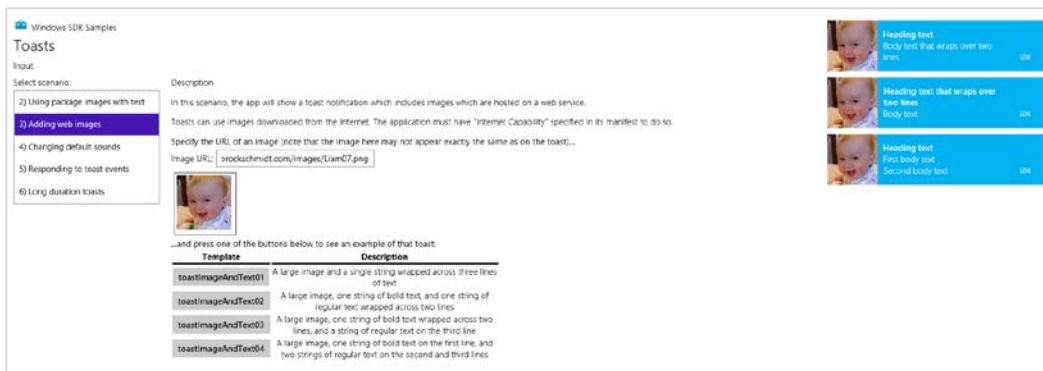 Windows SDK Samples
Toasts
Input
Select scenario:
2) Using package images with text
3) Adding web images
4) Changing default sounds
5) Responding to toast events
6) Long duration toasts
Description
In this scenario, the app will show a toast notification which includes images which are hosted on a web service.
Toasts can use images downloaded from the Internet. The application must have "Internet Capability" specified in its manifest to do so.
Specify the URL of an image (note that the image here may not appear exactly the same as on the toast)...
Image URL: prockschmidt.com/images/Liam07.png
...and press one of the buttons below to see an example of that toast:
Template Description
toastImageAndText01 A large image and a single string wrapped across three lines
of text
toastImageAndText02 A large image, one string of bold text, and one string of
regular text wrapped across two lines
toastImageAndText03 A large image, one string of bold text wrapped across two
lines, and a string of regular text on the third line
toastImageAndText04 A large image, one string of bold text on the first line, and
two strings of regular text on the second and third lines
Heading text
Body text that wraps over two
lines SDK
Heading text that wraps over
two lines
Body text SDK
Heading text
First body text
Second body text SDK